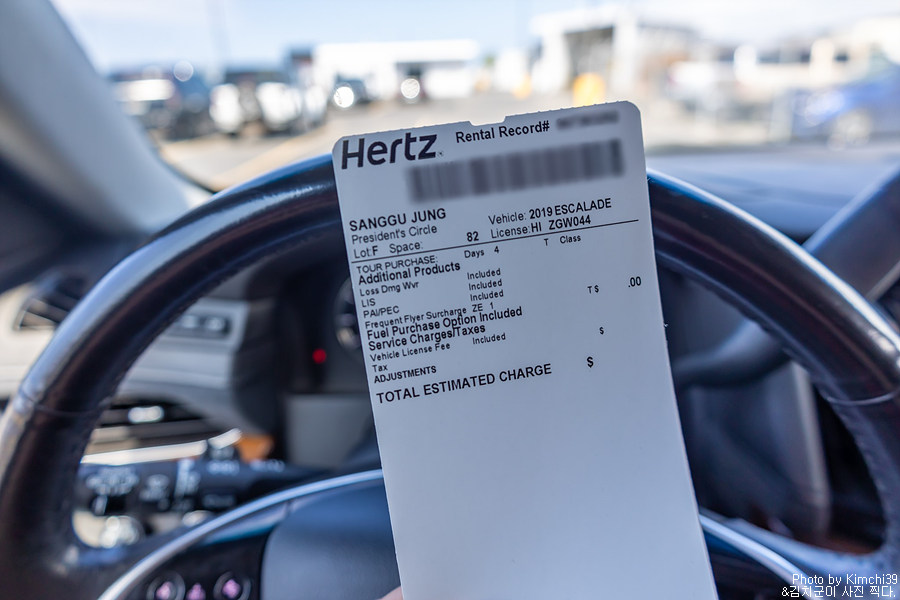 Hertz. Rental Record#
SANGGU JUNG
President's Circle
Vehicle: 2019 ESCALADE
Lot F Space: 82 License: HI ZGW044
TOUR PURCHASE: Days 4 T Class
Additional Products
Loss Dmg Wvr Included
LIS Included
PAI/PEC Included
Frequent Flyer Surcharge ZE 1 T $ .00
Fuel Purchase Option Included
Service Charges/Taxes
Vehicle License Fee Included $
Tax
ADJUSTMENTS
TOTAL ESTIMATED CHARGE $
Photo by Kimchi39
&김치군이 사진 찍다.